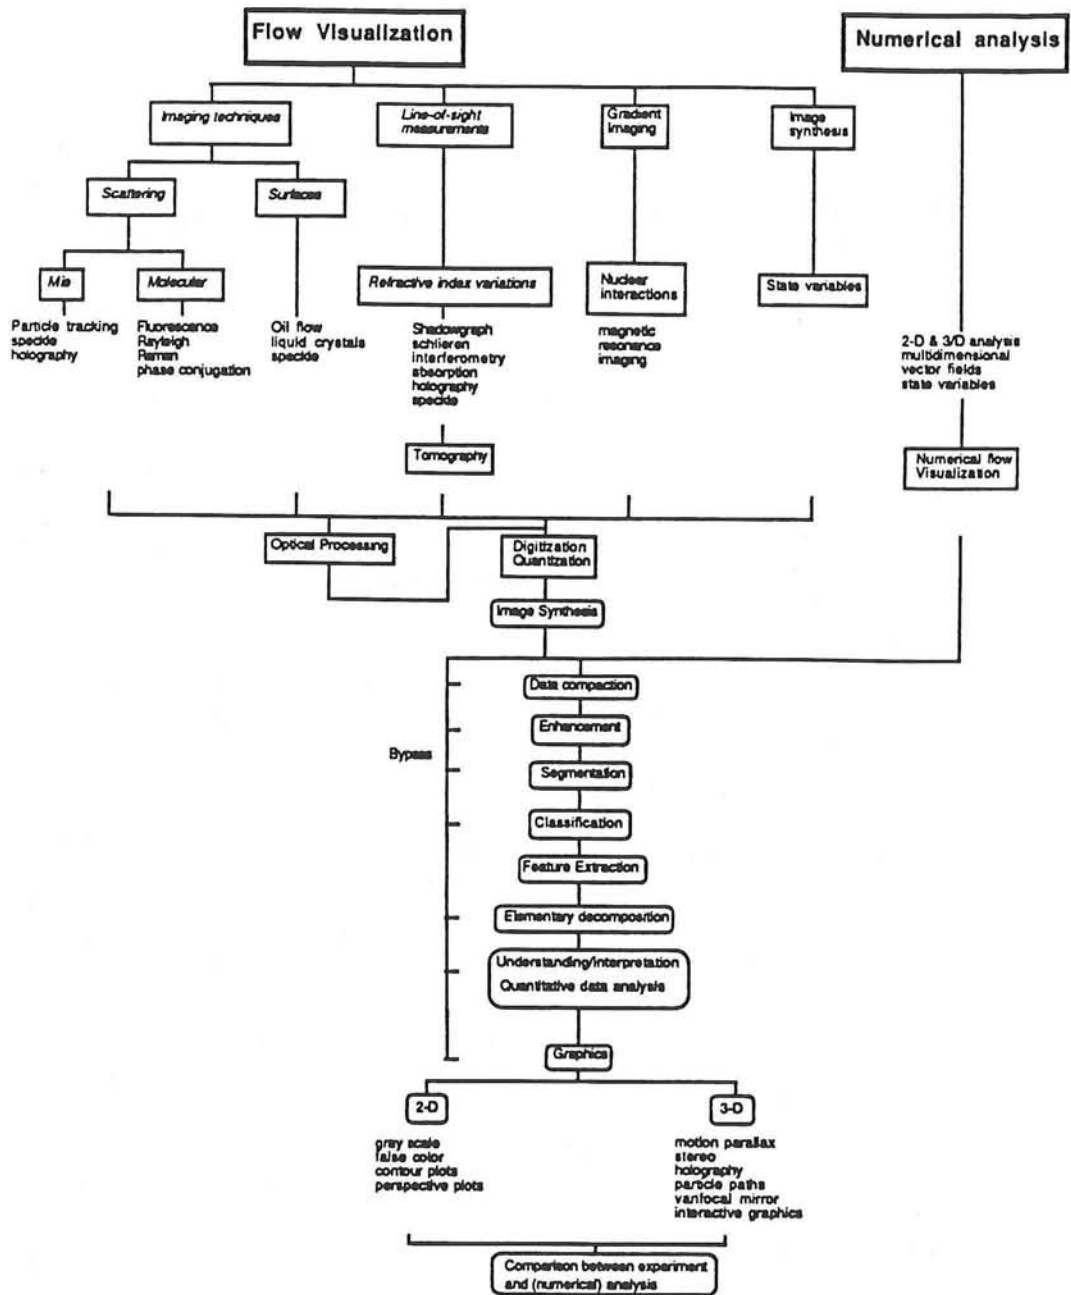 Flow Visualization
Numerical analysis
Imaging techniques
Line-of-sight
measurements
Gradient
Imaging
Image
synthesis
Scattering
Surfaces
Mie
Molecular
Refractive index variations
Nuclear
interactions
State variables
Particle tracking
speckle
holography
Fluorescence
Rayleigh
Raman
phase conjugation
Oil flow
liquid crystals
speckle
Shadowgraph
schlieren
interferometry
absorption
holography
speckle
magnetic
resonance
imaging
2-D & 3/D analysis
multidimensional
vector fields
state variables
Tomography
Numerical flow
Visualization
Optical Processing
Digitization
Quantization
Image Synthesis
Data compaction
Enhancement
Bypass
Segmentation
Classification
Feature Extraction
Elementary decomposition
Understanding/interpretation
Quantitative data analysis
Graphics
2-D
3-D
gray scale
false color
contour plots
perspective plots
motion parallax
stereo
holography
particle paths
varifocal mirror
interactive graphics
Comparison between experiment
and (numerical) analysis